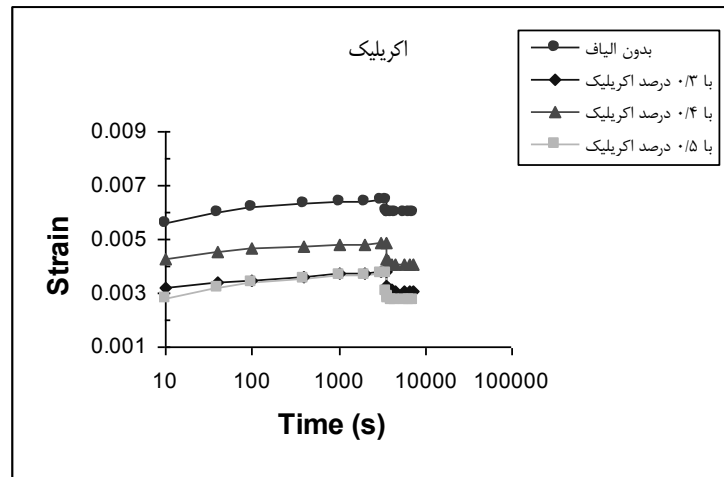 اکریلیک
بدون الیاف
با ۰/۳ درصد اکریلیک
با ۰/۴ درصد اکریلیک
با ۰/۵ درصد اکریلیک
0.009
0.007
0.005
0.003
0.001
Strain
10 100 1000 10000 100000
Time (s)